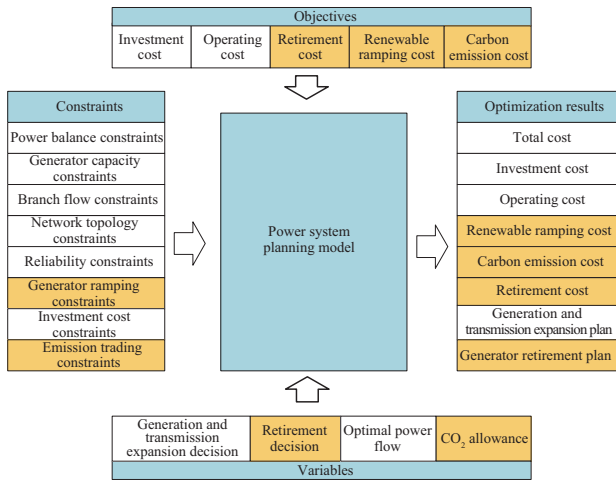 Objectives
Investment
cost
Operating
cost
Retirement
cost
Renewable
ramping cost
Carbon
emission cost
Constraints
Power balance constraints
Generator capacity
constraints
Branch flow constraints
Network topology
constraints
Reliability constraints
Generator ramping
constraints
Investment cost
constraints
Emission trading
constraints
Power system
planning model
Optimization results
Total cost
Investment cost
Operating cost
Renewable ramping cost
Carbon emission cost
Retirement cost
Generation and
transmission expansion plan
Generator retirement plan
Generation and
transmission
expansion decision
Retirement
decision
Optimal power
flow
CO₂ allowance
Variables